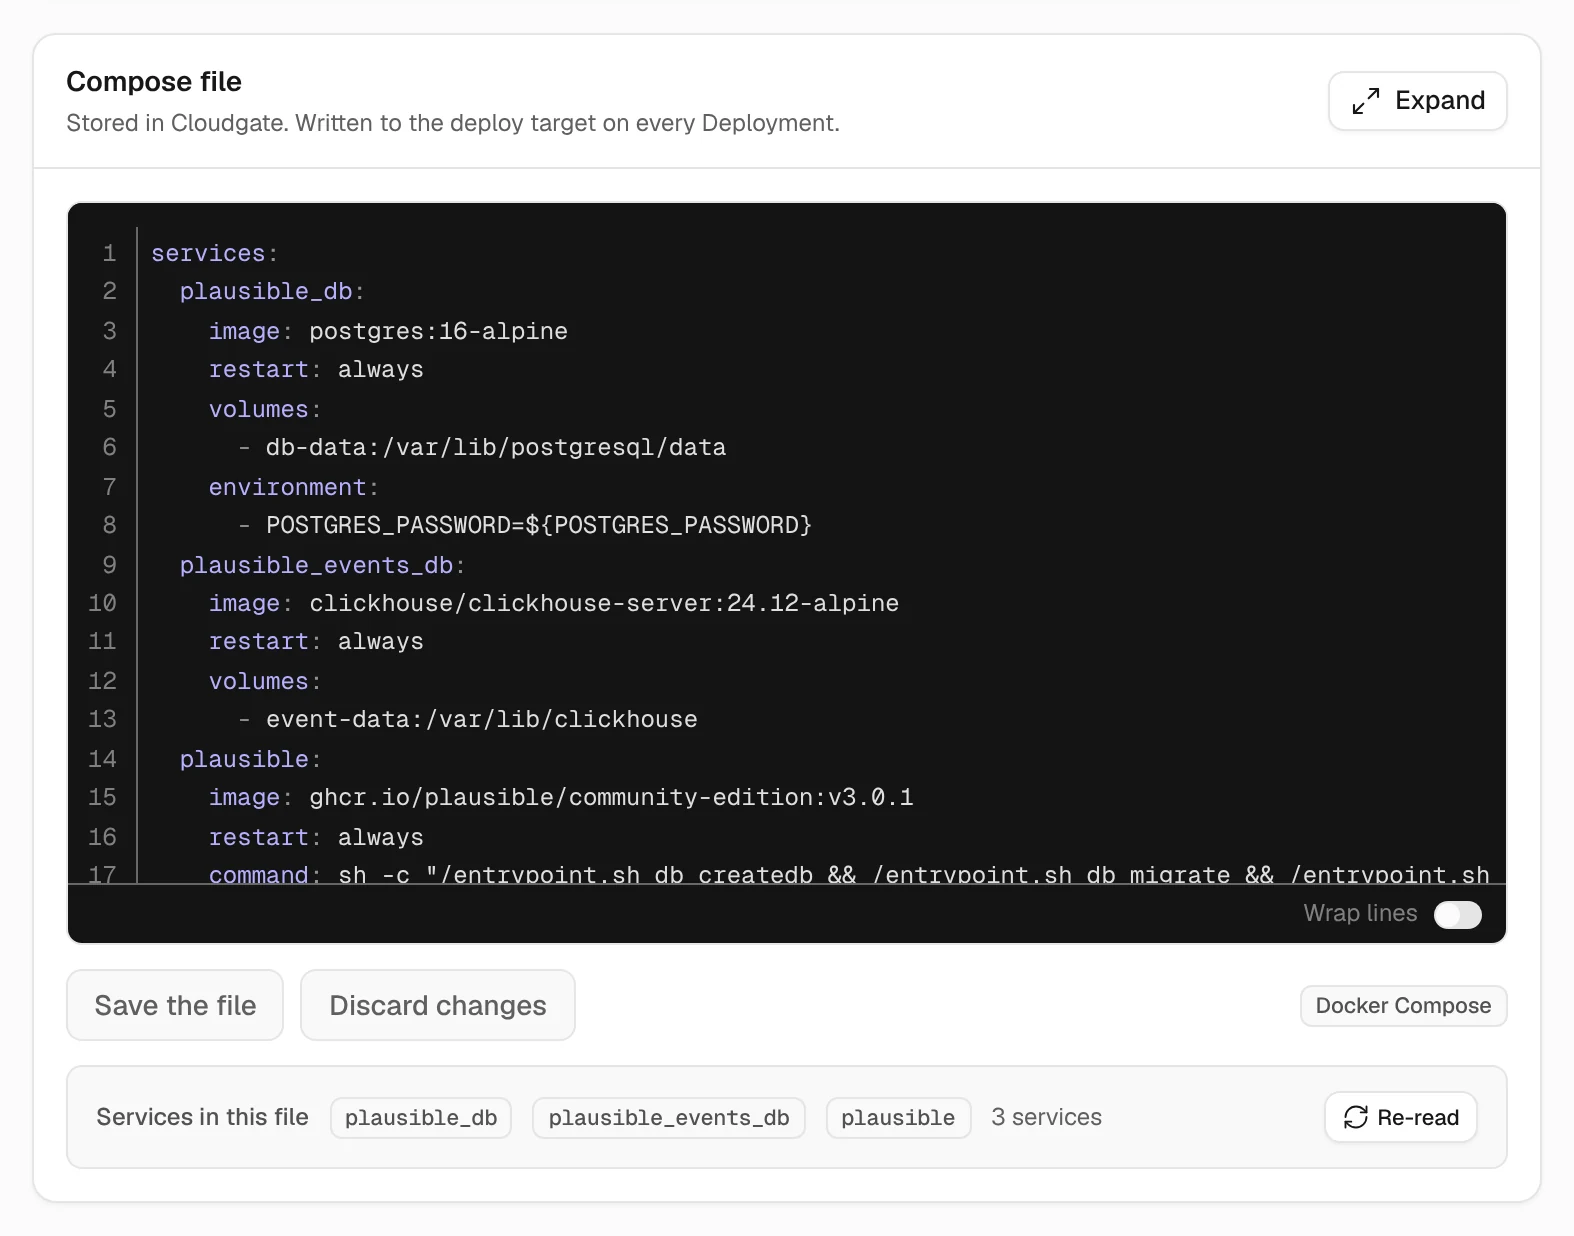 Compose file
Stored in Cloudgate. Written to the deploy target on every Deployment.
Expand
1 services:
2   plausible_db:
3     image: postgres:16-alpine
4     restart: always
5     volumes:
6       - db-data:/var/lib/postgresql/data
7     environment:
8       - POSTGRES_PASSWORD=${POSTGRES_PASSWORD}
9   plausible_events_db:
10     image: clickhouse/clickhouse-server:24.12-alpine
11     restart: always
12     volumes:
13       - event-data:/var/lib/clickhouse
14   plausible:
15     image: ghcr.io/plausible/community-edition:v3.0.1
16     restart: always
17     command: sh -c "/entrypoint.sh db createdb && /entrypoint.sh db migrate && /entrypoint.sh
Wrap lines
Save the file
Discard changes
Docker Compose
Services in this file plausible_db plausible_events_db plausible 3 services
Re-read